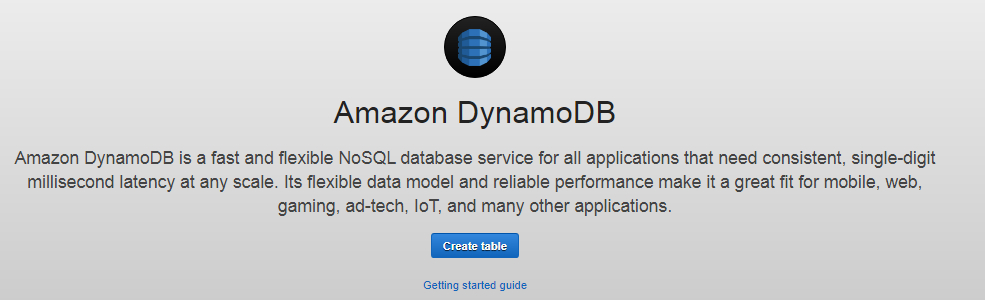 Amazon DynamoDB
Amazon DynamoDB is a fast and flexible NoSQL database service for all applications that need consistent, single-digit
millisecond latency at any scale. Its flexible data model and reliable performance make it a great fit for mobile, web,
gaming, ad-tech, IoT, and many other applications.
Create table
Getting started guide